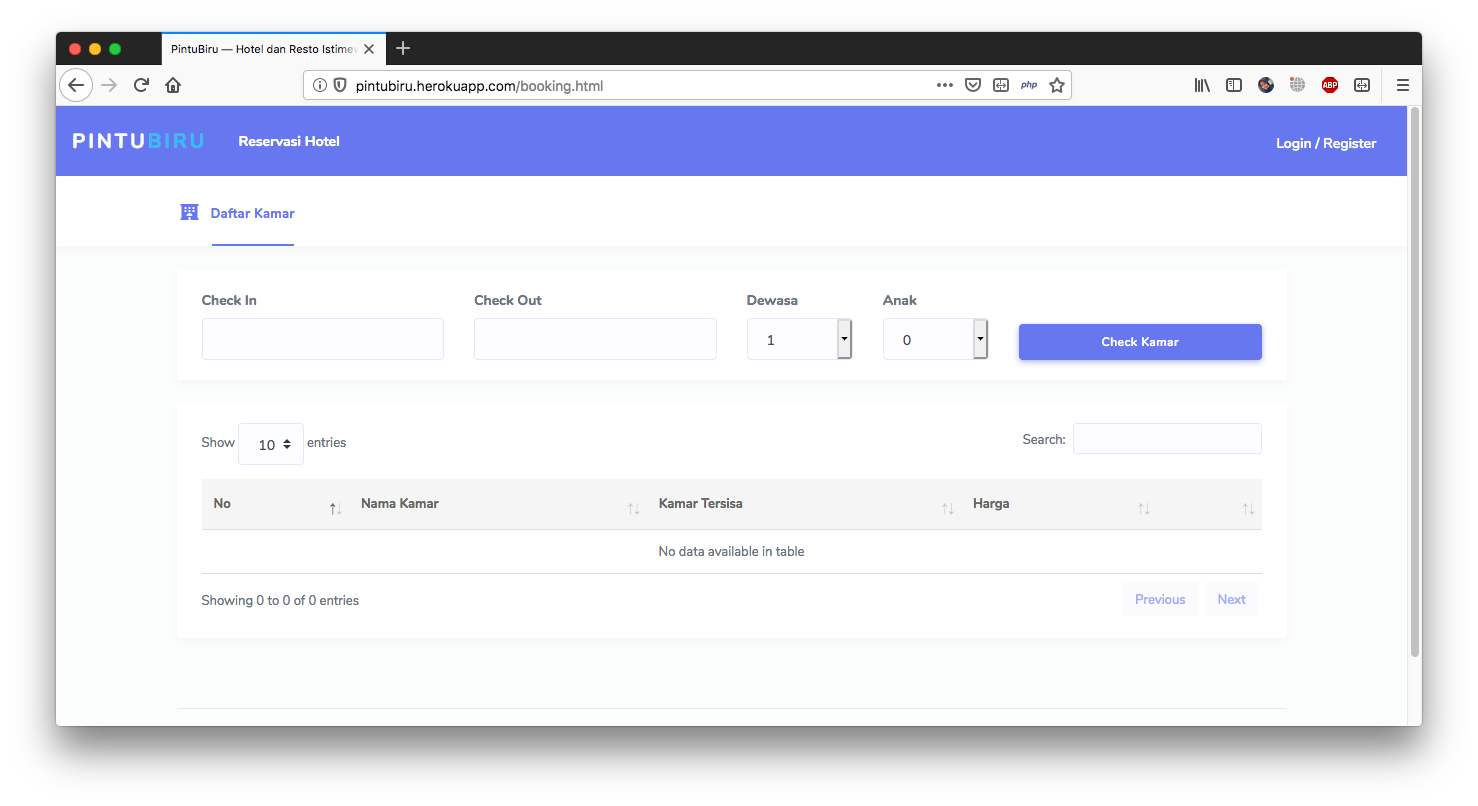 PintuBiru — Hotel dan Resto Istimew
pintubiru.herokuapp.com/booking.html
php
ABP
PINTUBIRU
Reservasi Hotel
Login / Register
Daftar Kamar
Check In
Check Out
Dewasa
Anak
1
0
Check Kamar
Show 10 entries
Search:
No
Nama Kamar
Kamar Tersisa
Harga
No data available in table
Showing 0 to 0 of 0 entries
Previous
Next